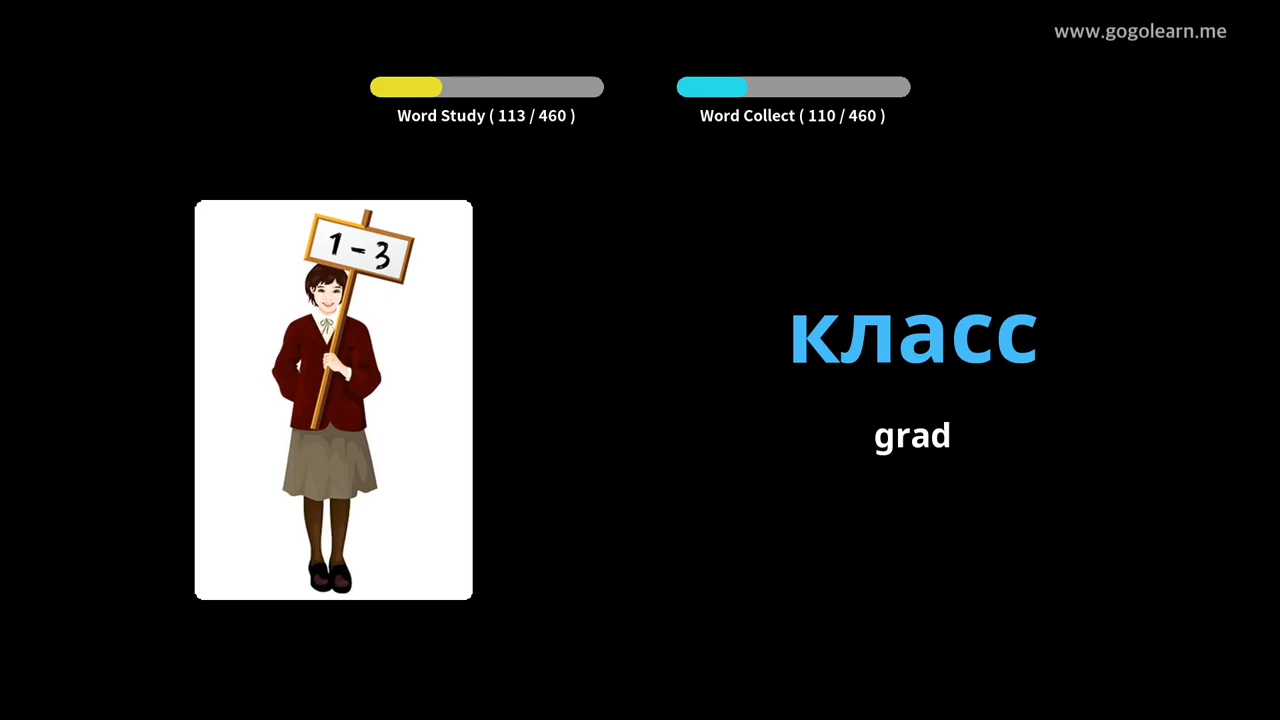 www.gogolearn.me
Word Study ( 113 / 460 )
Word Collect ( 110 / 460 )
1 - 3
класс
grad